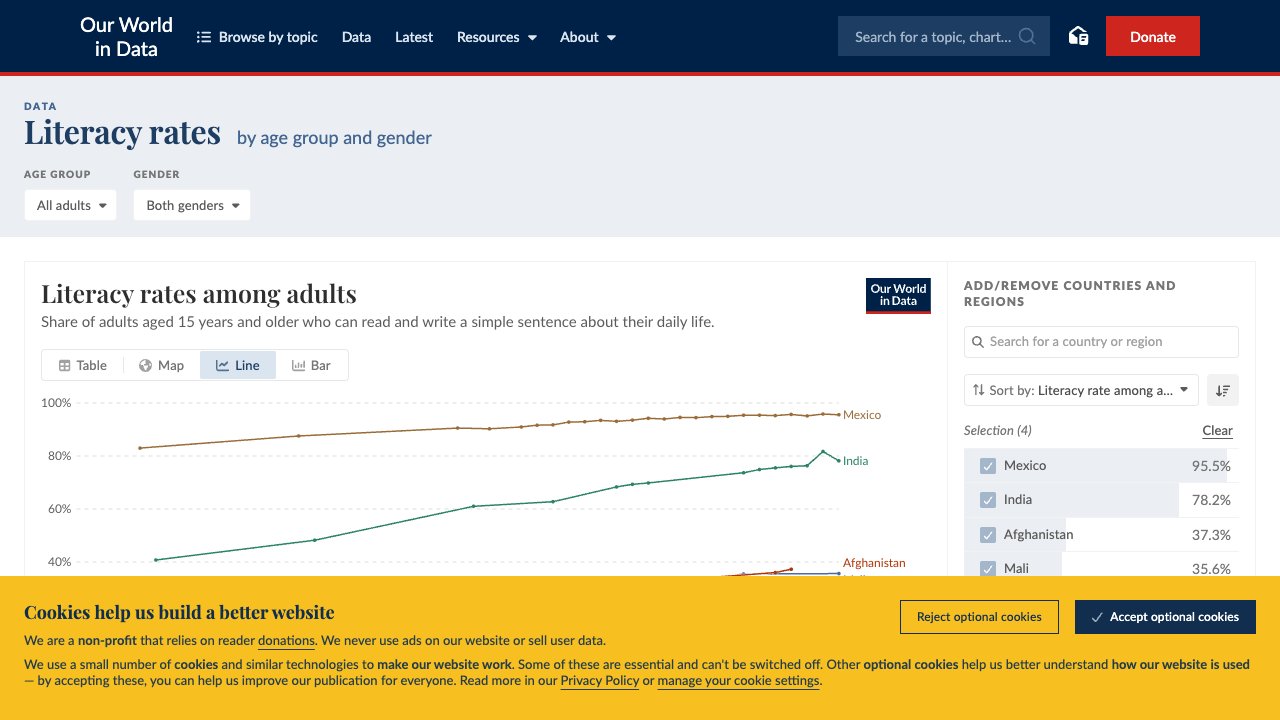 Our World
in Data
Browse by topic
Data
Latest
Resources
About
Search for a topic, chart...
Donate
DATA
Literacy rates by age group and gender
AGE GROUP
GENDER
All adults
Both genders
Literacy rates among adults
Share of adults aged 15 years and older who can read and write a simple sentence about their daily life.
Our World
in Data
Table
Map
Line
Bar
100%
80%
60%
40%
Mexico
India
Afghanistan
ADD/REMOVE COUNTRIES AND
REGIONS
Search for a country or region
Sort by: Literacy rate among a...
Selection (4)
Clear
Mexico 95.5%
India 78.2%
Afghanistan 37.3%
Mali 35.6%
Cookies help us build a better website
We are a non-profit that relies on reader donations. We never use ads on our website or sell user data.
We use a small number of cookies and similar technologies to make our website work. Some of these are essential and can't be switched off. Other optional cookies help us better understand how our website is used
— by accepting these, you can help us improve our publication for everyone. Read more in our Privacy Policy or manage your cookie settings.
Reject optional cookies
Accept optional cookies